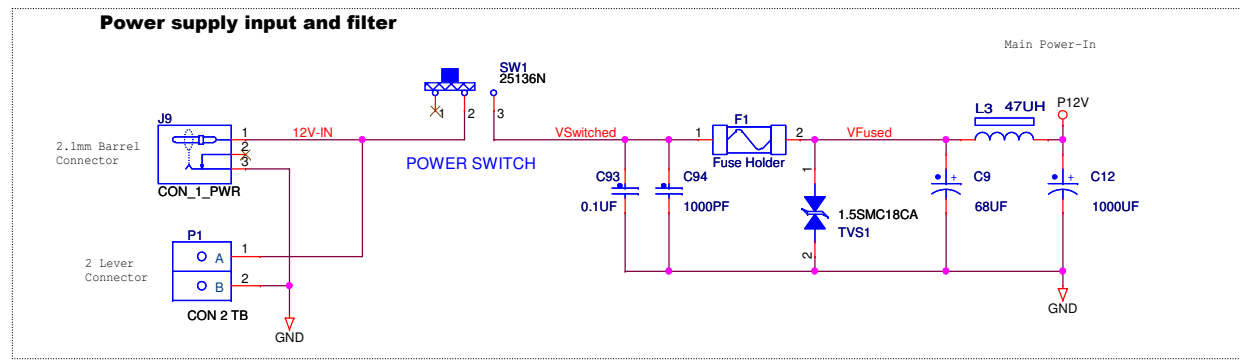 Power supply input and filter
Main Power-In
SW1
25136N
L3 47UH
P12V
1
2
3
J9
1
2
3
12V-IN
2.1mm Barrel
Connector
CON_1_PWR
POWER SWITCH
VSwitched
1
F1
2
Fuse Holder
VFused
C93
0.1UF
C94
1000PF
1
2
1.5SMC18CA
TVS1
C9
+
68UF
C12
+
1000UF
P1
A
1
B
2
2 Lever
Connector
CON 2 TB
GND
GND